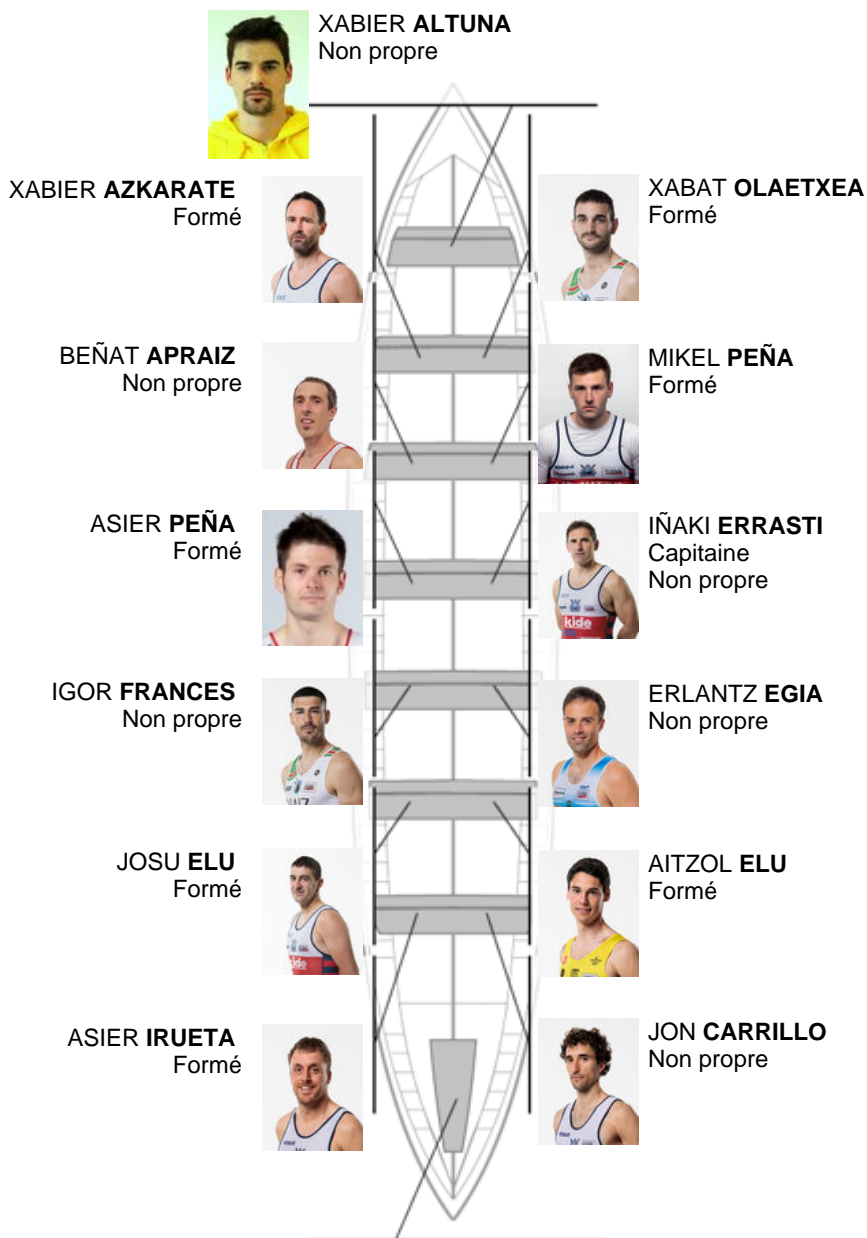 XABIER ALTUNA
Non propre
XABIER AZKARATE
Formé
XABAT OLAETXEA
Formé
BEÑAT APRAIZ
Non propre
MIKEL PEÑA
Formé
ASIER PEÑA
Formé
IÑAKI ERRASTI
Capitaine
Non propre
kide
IGOR FRANCES
Non propre
ERLANTZ EGIA
Non propre
JOSU ELU
Formé
kide
AITZOL ELU
Formé
ASIER IRUETA
Formé
JON CARRILLO
Non propre